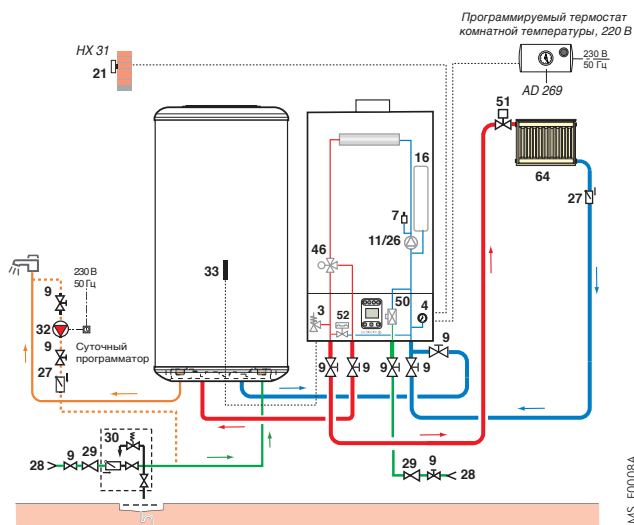 Программируемый термостат
комнатной температуры, 220 В
HX 31
21
230 В
50 Гц
AD 269
51
64
16
7
27
11/26
46
33
230 В
50 Гц
9
3
52
50
4
32
9
Суточный
программатор
27
9
9
9
9
9
30
28
9
29
29
9
28
MS_F0008A